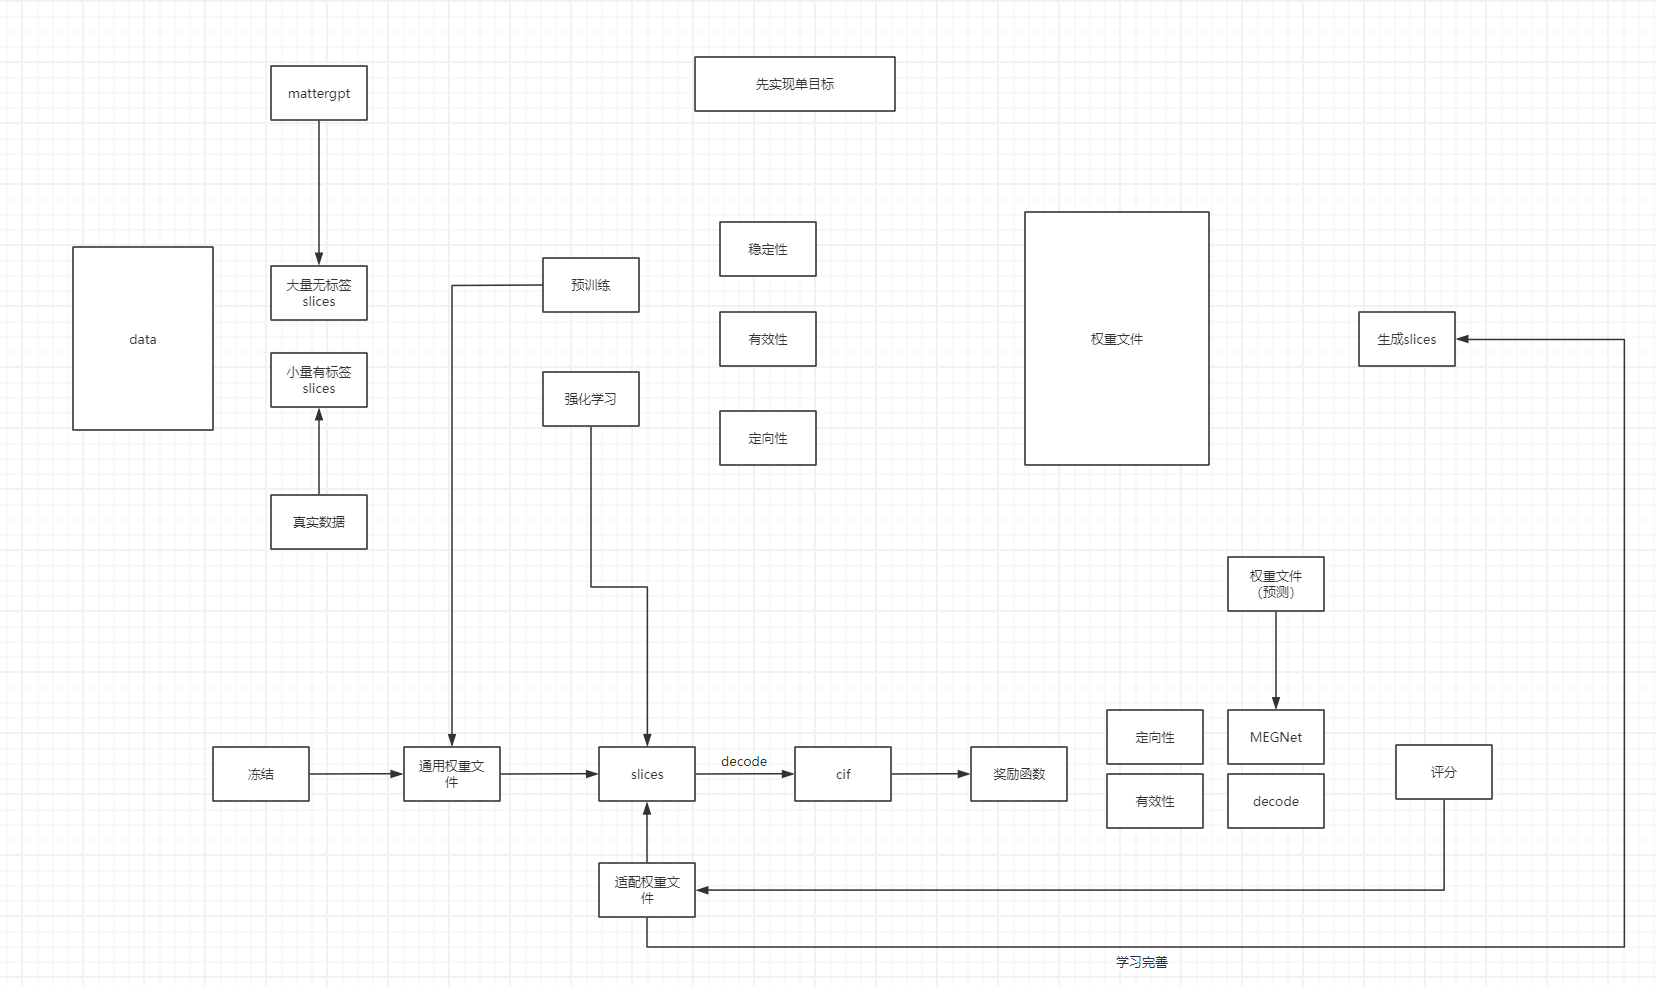 mattergpt
先实现单目标
稳定性
大量无标签
slices
预训练
data
有效性
权重文件
生成slices
小量有标签
slices
强化学习
定向性
真实数据
权重文件
（预测）
定向性
MEGNet
冻结
通用权重文
件
slices
decode
cif
奖励函数
评分
有效性
decode
适配权重文
件
学习完善